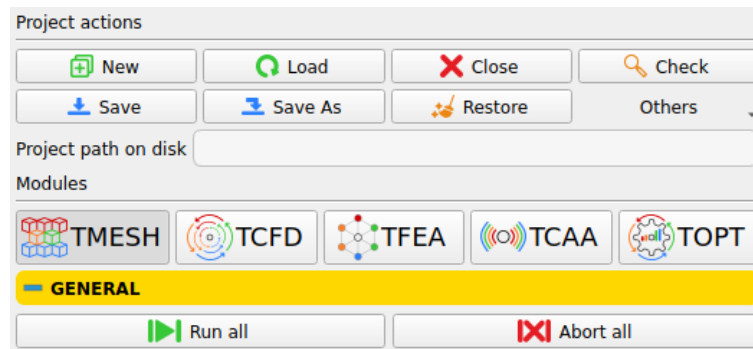 Project actions
New Load Close Check
Save Save As Restore Others
Project path on disk
Modules
TMESH TCFD TFEA TCAA TOPT
GENERAL
Run all Abort all